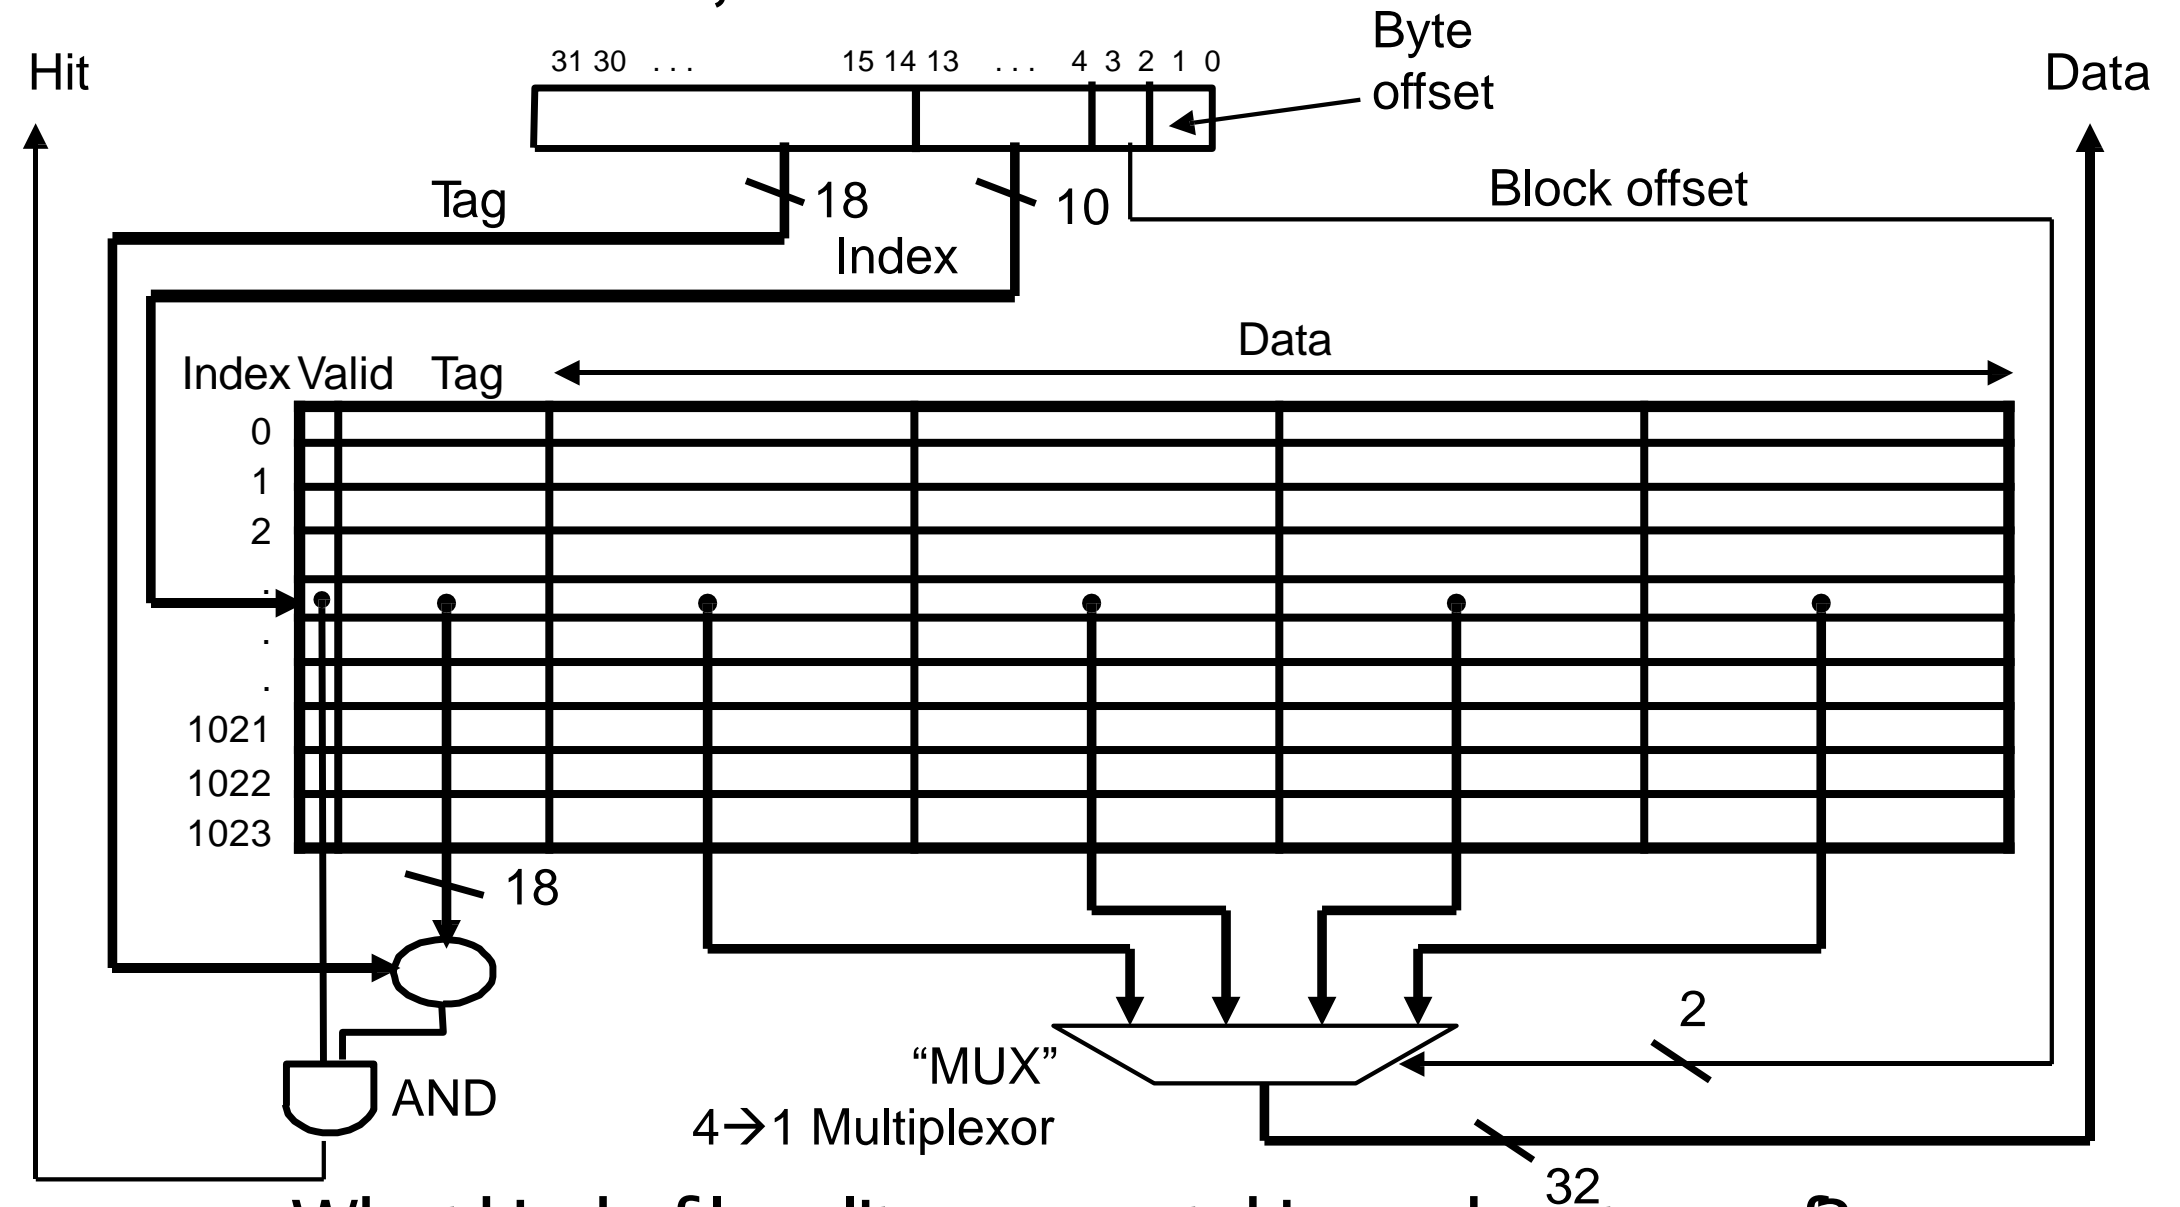 Hit
31 30 . . . 15 14 13 . . . 4 3 2 1 0
Byte
offset
Data
Tag
18
10
Block offset
Index
Data
Index Valid Tag
0
1
2
.
.
.
1021
1022
1023
18
2
"MUX"
AND
4→1 Multiplexor
32